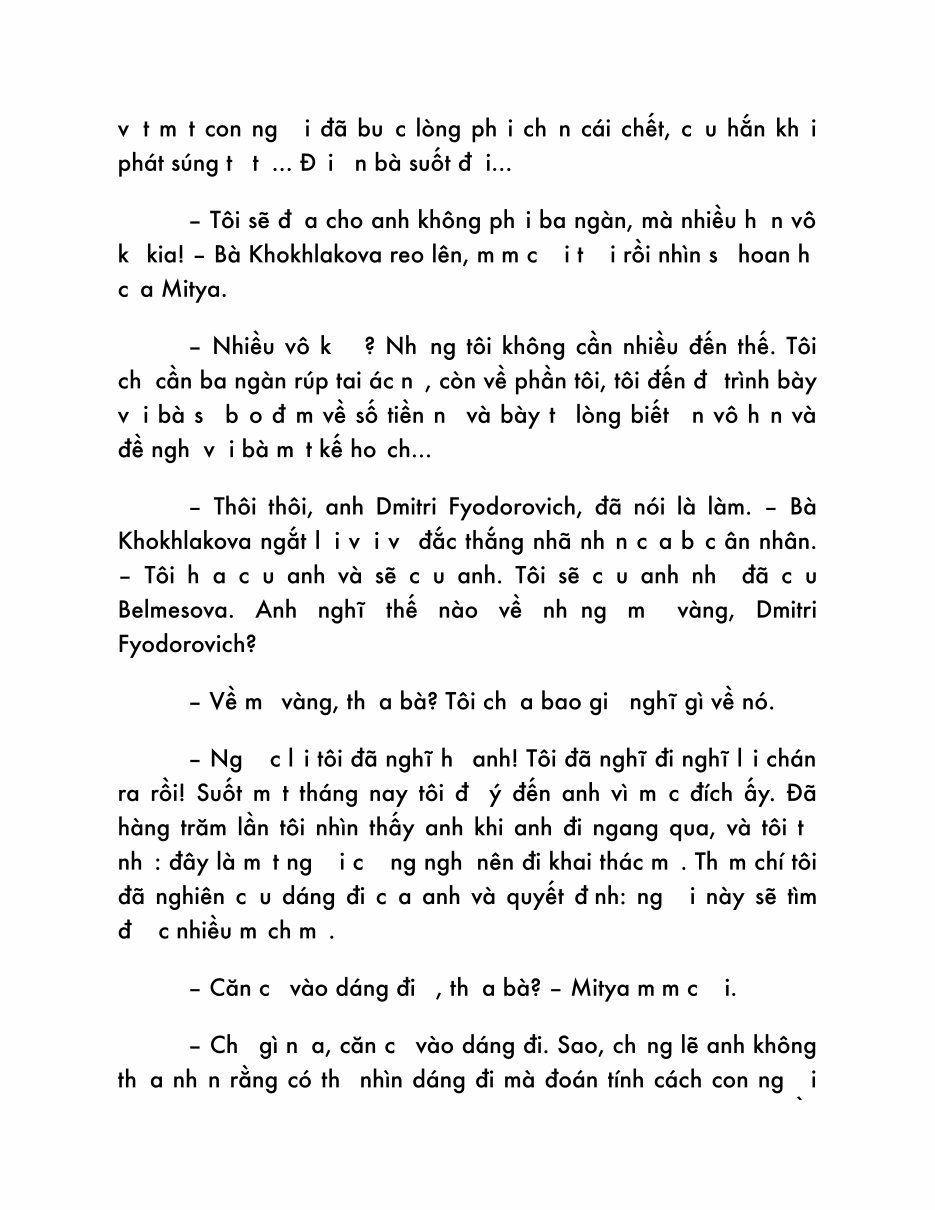 v t m t con ng i đã bu c lòng ph i ch n cái chết, c u hắn kh i
phát súng t t ... Đ i n bà suốt đ i...
– Tôi sẽ đ a cho anh không ph i ba ngàn, mà nhiều h n vô
k kia! – Bà Khokhlakova reo lên, m m c i t i rồi nhìn s hoan h
c a Mitya.
– Nhiều vô k ? Nh ng tôi không cần nhiều đến thế. Tôi
ch cần ba ngàn rúp tai ác n , còn về phần tôi, tôi đến đ trình bày
v i bà s b o đ m về số tiền n và bày t lòng biết n vô h n và
đề ngh v i bà m t kế ho ch...
– Thôi thôi, anh Dmitri Fyodorovich, đã nói là làm. – Bà
Khokhlakova ngắt l i v i v đắc thắng nhã nh n c a b c ân nhân.
– Tôi h a c u anh và sẽ c u anh. Tôi sẽ c u anh nh đã c u
Belmesova. Anh nghĩ thế nào về nh ng m vàng, Dmitri
Fyodorovich?
– Về m vàng, th a bà? Tôi ch a bao gi nghĩ gì về nó.
– Ng c l i tôi đã nghĩ h anh! Tôi đã nghĩ đi nghĩ l i chán
ra rồi! Suốt m t tháng nay tôi đ ý đến anh vì m c đích ấy. Đã
hàng trăm lần tôi nhìn thấy anh khi anh đi ngang qua, và tôi t
nh : đây là m t ng i c ng ngh nên đi khai thác m . Th m chí tôi
đã nghiên c u dáng đi c a anh và quyết đ nh: ng i này sẽ tìm
đ c nhiều m ch m .
– Căn c vào dáng đi , th a bà? – Mitya m m c i.
– Ch gì n a, căn c vào dáng đi. Sao, ch ng lẽ anh không
th a nh n rằng có th nhìn dáng đi mà đoán tính cách con ng i